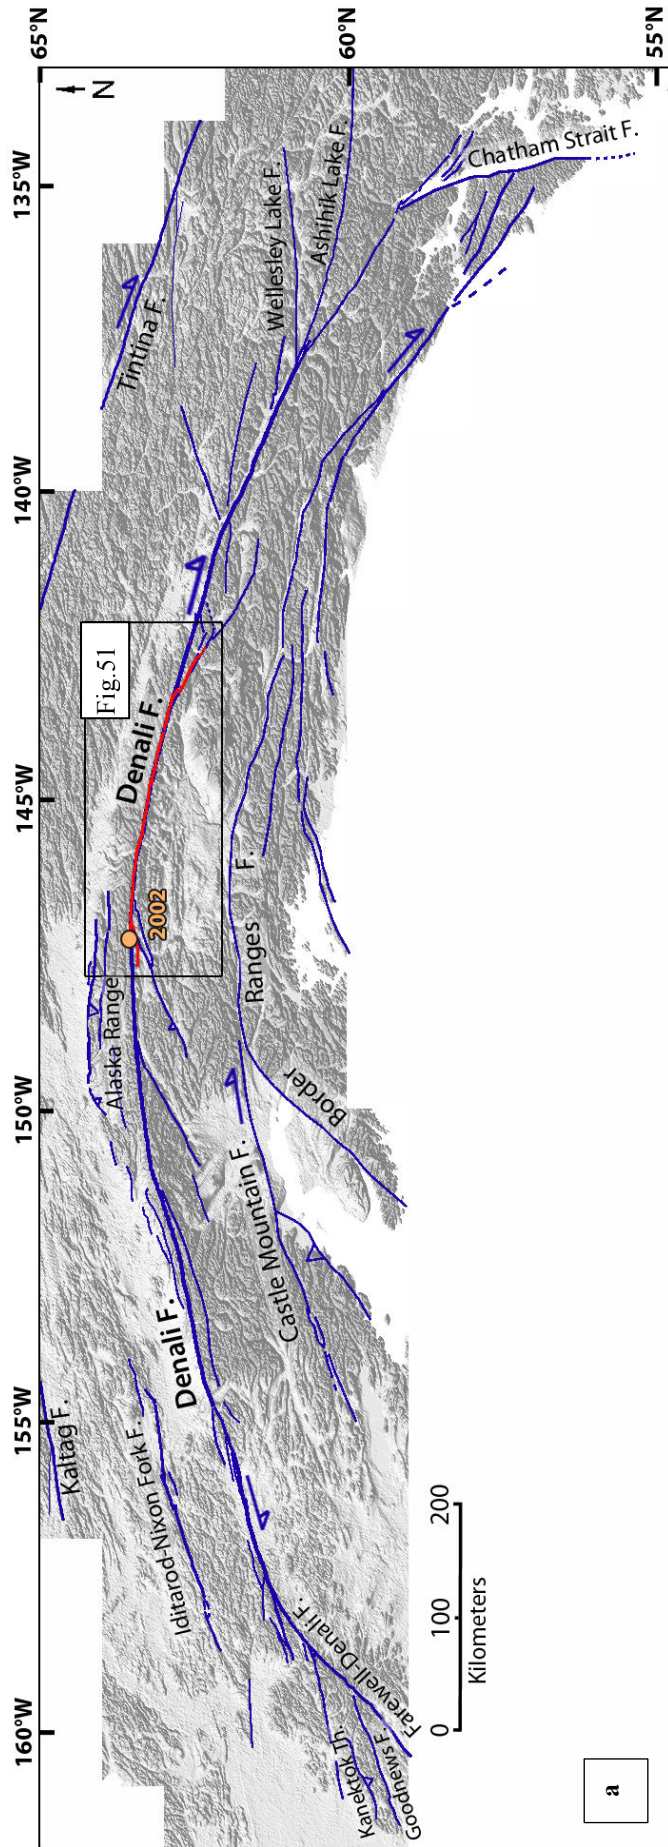 160°W
155°W
150°W
145°W
140°W
135°W
65°N
60°N
55°N
N
Kaltag F.
Iditarod-Nixon Fork F.
Denali F.
Alaska Range
2002
Denali F.
Fig.51
Tintina F.
Wellesley Lake F.
Ashihik Lake F.
Chatham Strait F.
Castle Mountain F.
Border
Ranges
F.
Farewell-Denali F.
Kanektok Th.
Goodnews F.
0 100 200
Kilometers
a